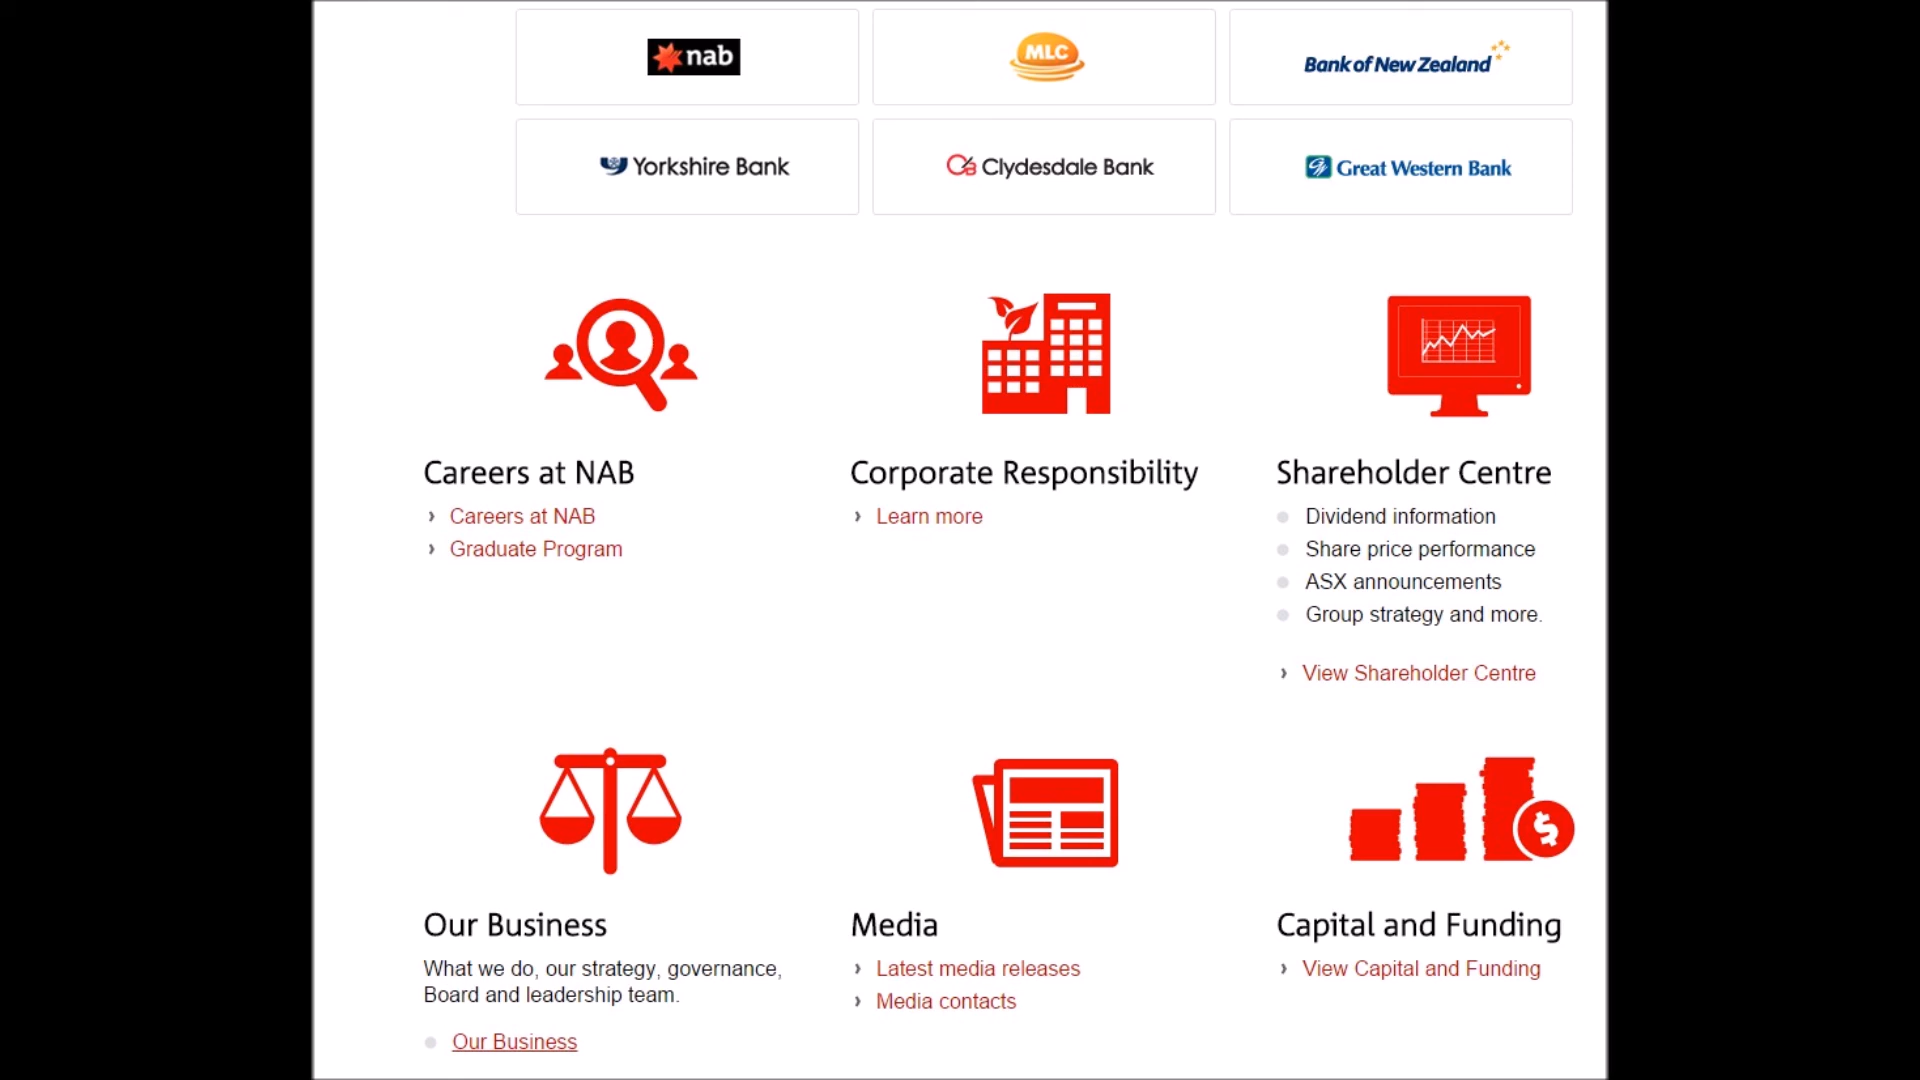 nab
MLC
Bank of New Zealand
Yorkshire Bank
CB Clydesdale Bank
GW Great Western Bank
Careers at NAB
Careers at NAB
Graduate Program
Corporate Responsibility
Learn more
Shareholder Centre
Dividend information
Share price performance
ASX announcements
Group strategy and more.
View Shareholder Centre
$
Our Business
What we do, our strategy, governance,
Board and leadership team.
Our Business
Media
Latest media releases
Media contacts
Capital and Funding
View Capital and Funding